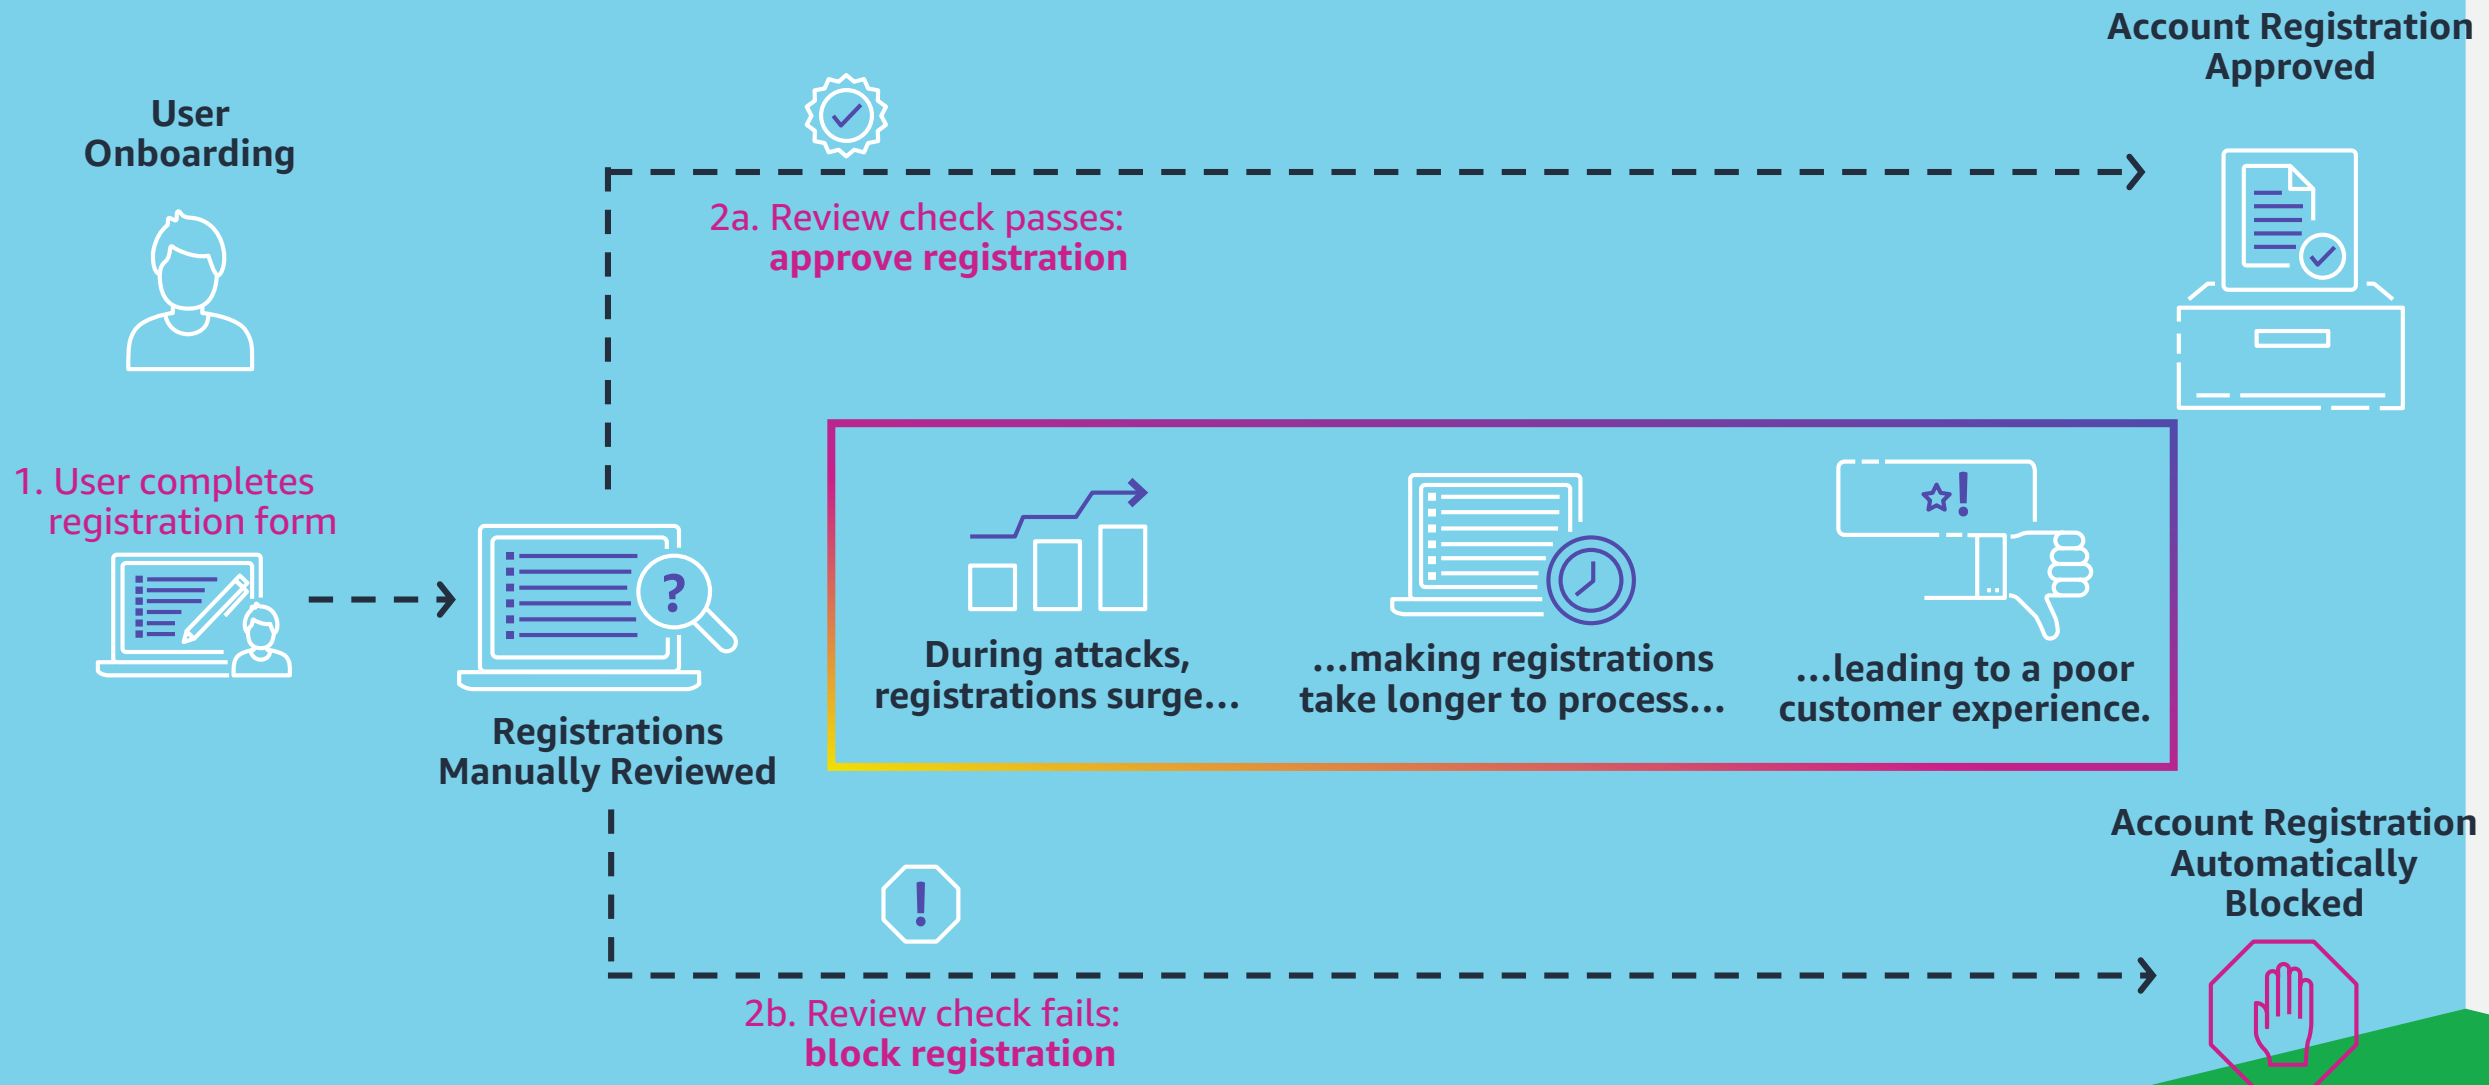 User
Onboarding
1. User completes
registration form
Registrations
Manually Reviewed
?
2a. Review check passes:
approve registration
Account Registration
Approved
During attacks,
registrations surge...
...making registrations
take longer to process...
!
...leading to a poor
customer experience.
!
2b. Review check fails:
block registration
Account Registration
Automatically
Blocked